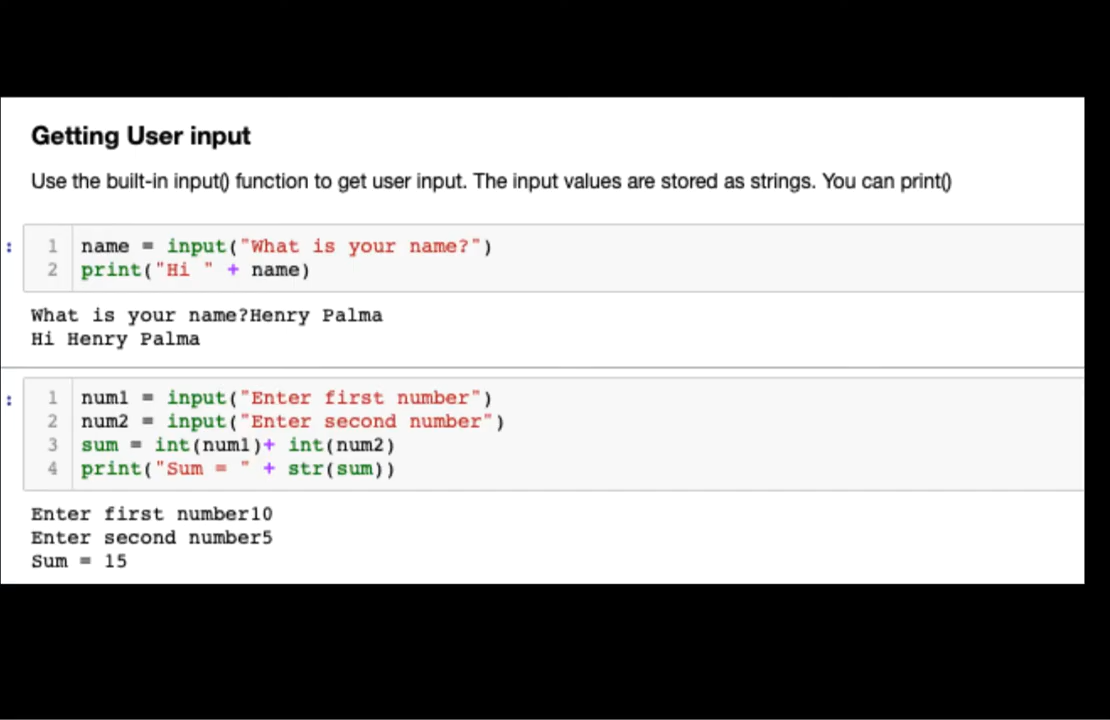 Getting User input
Use the built-in input() function to get user input. The input values are stored as strings. You can print()
: 1 name = input("What is your name?")
2 print("Hi " + name)
What is your name?Henry Palma
Hi Henry Palma
: 1 num1 = input("Enter first number")
2 num2 = input("Enter second number")
3 sum = int(num1)+ int(num2)
4 print("Sum = " + str(sum))
Enter first number10
Enter second number5
Sum = 15